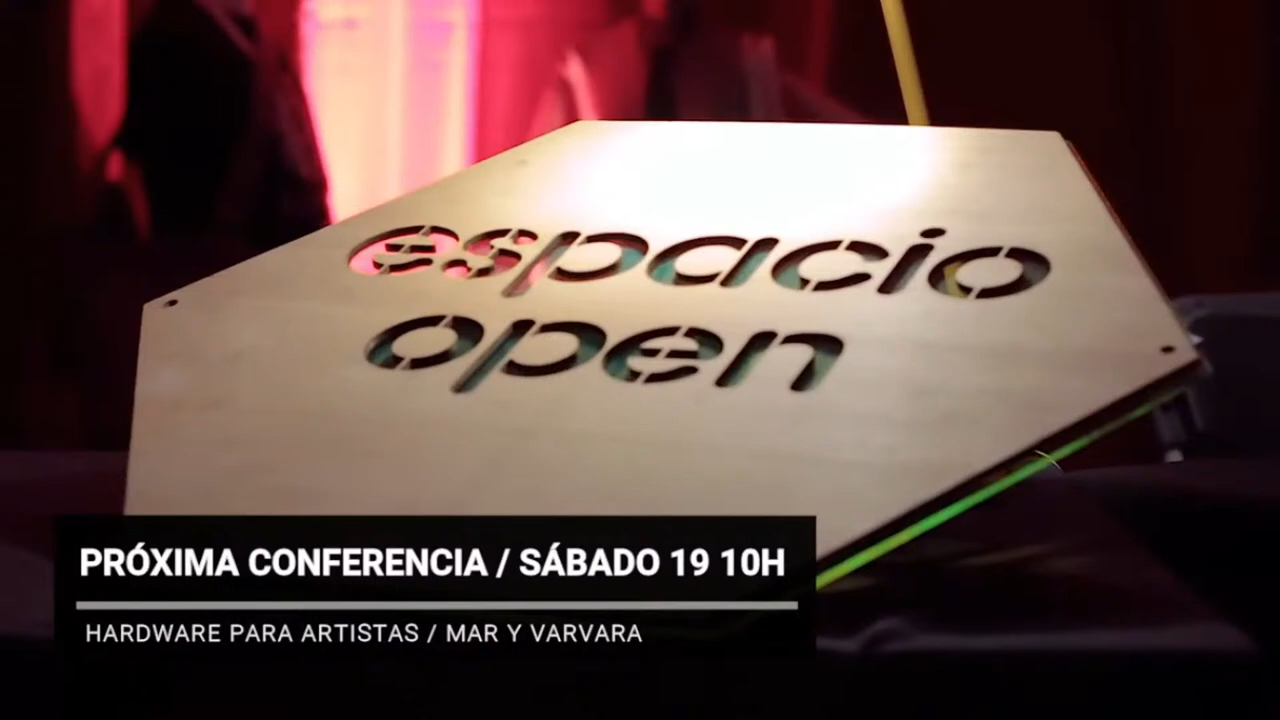 espacio
open
PRÓXIMA CONFERENCIA / SÁBADO 19 10H
HARDWARE PARA ARTISTAS / MAR Y VARVARA